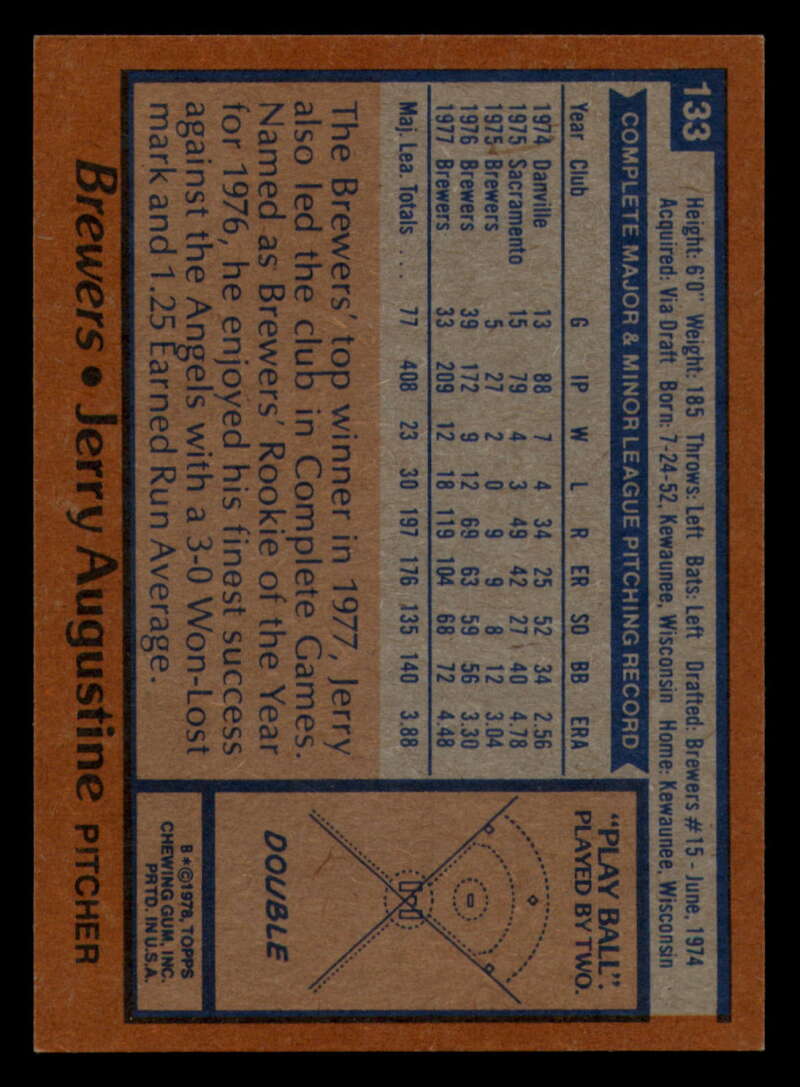 133
Height: 6'0" Weight: 185 Throws: Left Bats: Left Drafted: Brewers #15 - June, 1974
Acquired: Via Draft Born: 7-24-52, Kewaunee, Wisconsin Home: Kewaunee, Wisconsin
COMPLETE MAJOR & MINOR LEAGUE PITCHING RECORD
Year Club G IP W L R ER SO BB ERA
1974 Danville 13 88 7 4 34 25 52 34 2.56
1975 Sacramento 15 79 4 3 49 42 27 40 4.78
1975 Brewers 5 27 2 0 9 9 8 12 3.04
1976 Brewers 39 172 9 12 69 63 59 56 3.30
1977 Brewers 33 209 12 18 119 104 68 72 4.48
Maj. Lea. Totals .... 77 408 23 30 197 176 135 140 3.88
The Brewers' top winner in 1977, Jerry
also led the club in Complete Games.
Named as Brewers' Rookie of the Year
for 1976, he enjoyed his finest success
against the Angels with a 3-0 Won-Lost
mark and 1.25 Earned Run Average.
"PLAY BALL".
PLAYED BY TWO.
DOUBLE
B*©1978, TOPPS
CHEWING GUM, INC.
PRTD. IN U.S.A.
Brewers • Jerry Augustine PITCHER